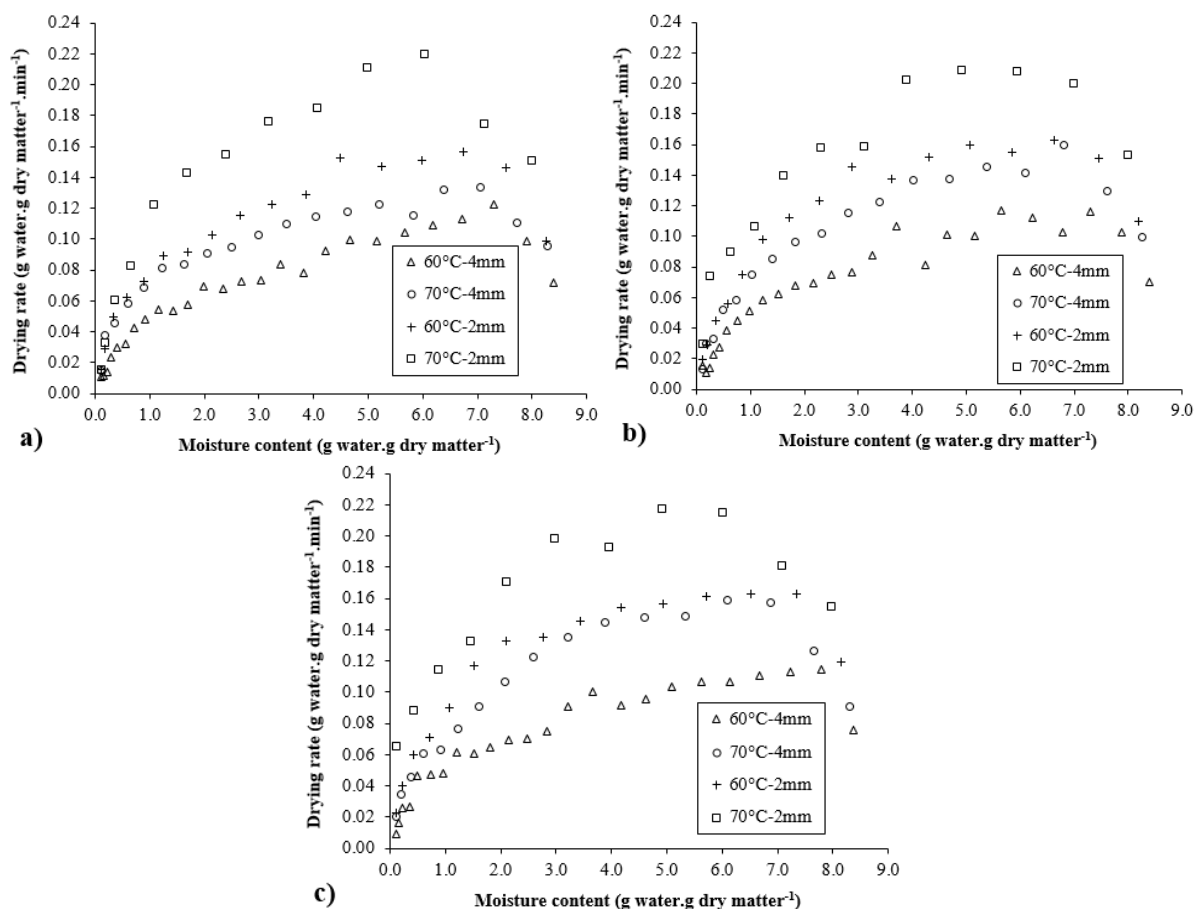 0.24
0.22
0.20
0.18
0.16
0.14
0.12
0.10
0.08
0.06
0.04
0.02
0.00
Drying rate (g water.g dry matter⁻¹.min⁻¹)
60°C-4mm
70°C-4mm
60°C-2mm
70°C-2mm
0.0 1.0 2.0 3.0 4.0 5.0 6.0 7.0 8.0 9.0
Moisture content (g water.g dry matter⁻¹)
a)
0.24
0.22
0.20
0.18
0.16
0.14
0.12
0.10
0.08
0.06
0.04
0.02
0.00
Drying rate (g water.g dry matter⁻¹.min⁻¹)
60°C-4mm
70°C-4mm
60°C-2mm
70°C-2mm
0.0 1.0 2.0 3.0 4.0 5.0 6.0 7.0 8.0 9.0
Moisture content (g water.g dry matter⁻¹)
b)
0.24
0.22
0.20
0.18
0.16
0.14
0.12
0.10
0.08
0.06
0.04
0.02
0.00
Drying rate (g water.g dry matter⁻¹.min⁻¹)
60°C-4mm
70°C-4mm
60°C-2mm
70°C-2mm
0.0 1.0 2.0 3.0 4.0 5.0 6.0 7.0 8.0 9.0
Moisture content (g water.g dry matter⁻¹)
c)